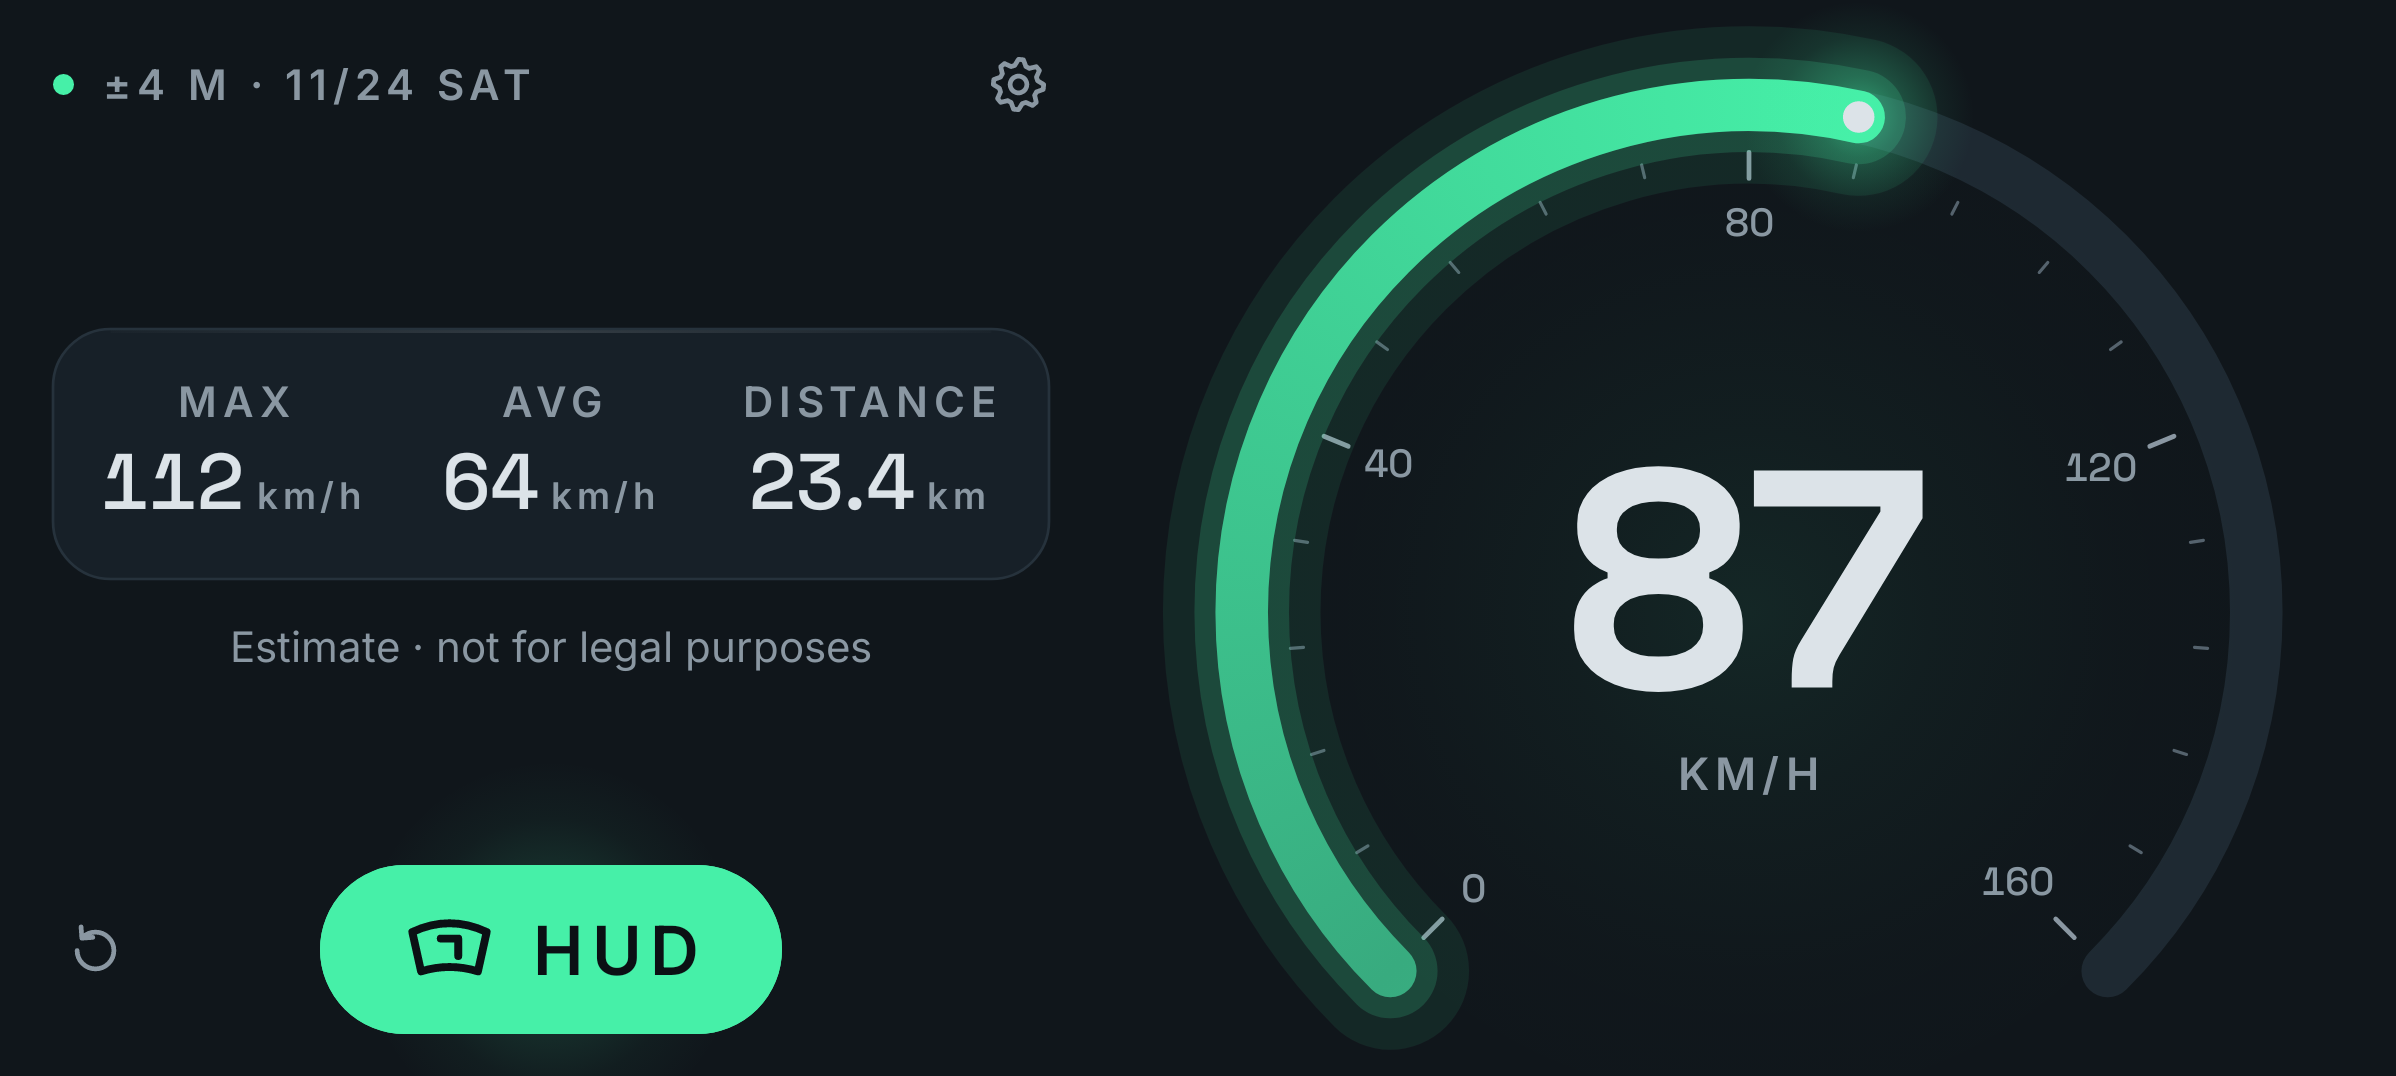 ±4 M · 11/24 SAT
MAX AVG DISTANCE
112 km/h 64 km/h 23.4 km
Estimate · not for legal purposes
HUD
80
40
120
87
KM/H
0
160